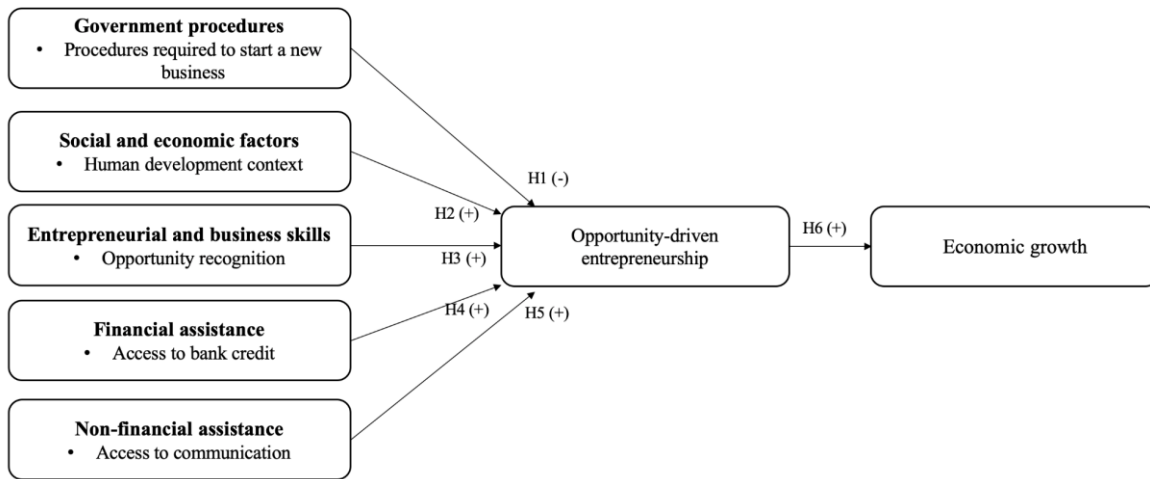 Government procedures
• Procedures required to start a new
business
Social and economic factors
• Human development context
Entrepreneurial and business skills
• Opportunity recognition
Financial assistance
• Access to bank credit
Non-financial assistance
• Access to communication
H1 (-)
H2 (+)
H3 (+)
H4 (+)
H5 (+)
Opportunity-driven
entrepreneurship
H6 (+)
Economic growth